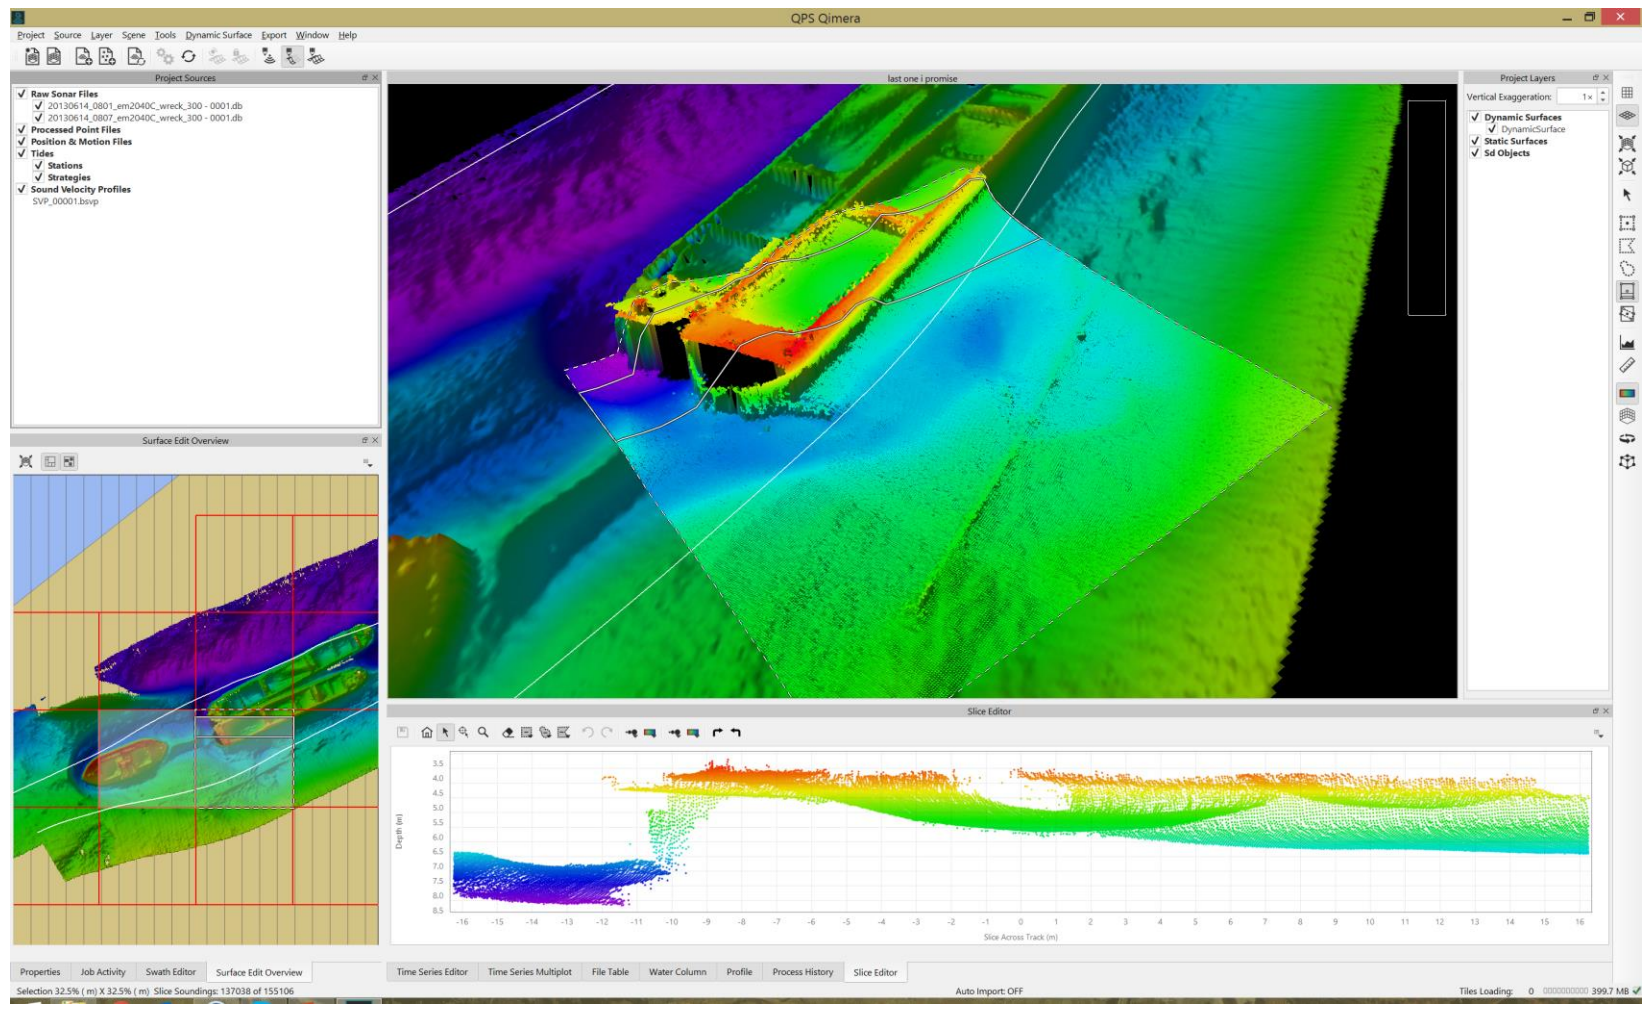 QPS Qimera
Project Source Layer Scene Tools Dynamic Surface Export Window Help
Project Sources
Raw Sonar Files
20130614_0801_em2040C_wreck_300 - 0001.db
20130614_0807_em2040C_wreck_300 - 0001.db
Processed Point Files
Position & Motion Files
Tides
Stations
Strategies
Sound Velocity Profiles
SVP_00001.bsvp
Surface Edit Overview
Properties Job Activity Swath Editor Surface Edit Overview
last one i promise
Project Layers
Vertical Exaggeration: 1x
Dynamic Surfaces
DynamicSurface
Static Surfaces
Sd Objects
Slice Editor
Depth (m)
3.5
4.0
4.5
5.0
5.5
6.0
6.5
7.0
7.5
8.0
8.5
-16 -15 -14 -13 -12 -11 -10 -9 -8 -7 -6 -5 -4 -3 -2 -1 0 1 2 3 4 5 6 7 8 9 10 11 12 13 14 15 16
Slice Across Track (m)
Time Series Editor Time Series Multiplot File Table Water Column Profile Process History Slice Editor
Selection 32.5% ( m) X 32.5% ( m) Slice Soundings: 137038 of 155106
Auto Import: OFF
Tiles Loading: 0 399.7 MB